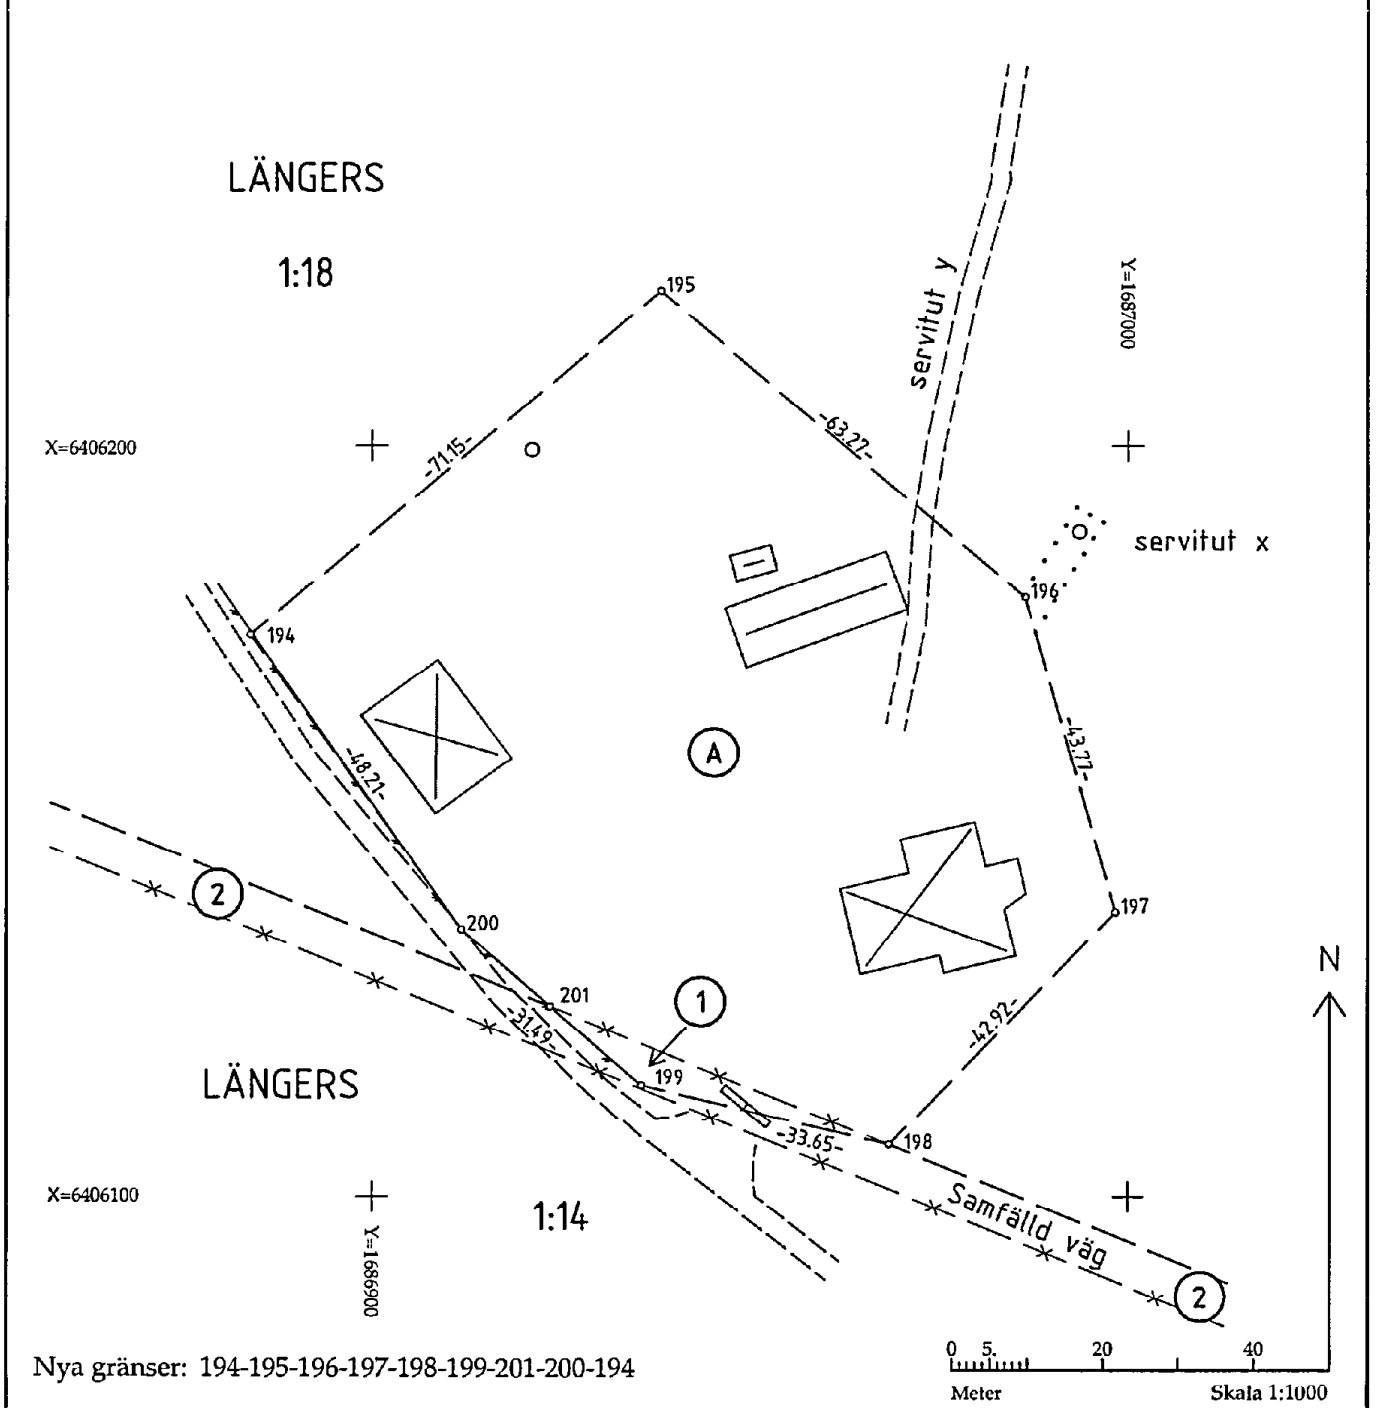 LÄNGERS
1:18
195
servitut y
Y=1687000
X=6406200
-71.15-
-63.27-
servitut x
196
194
-48.21-
A
-43.77-
2
197
200
201
1
N
-31.49-
-42.92-
LÄNGERS
199
-33.65-
198
X=6406100
1:14
Samfälld väg
Y=1686900
2
0 5. 20 40
Nya gränser: 194-195-196-197-198-199-201-200-194
Meter Skala 1:1000